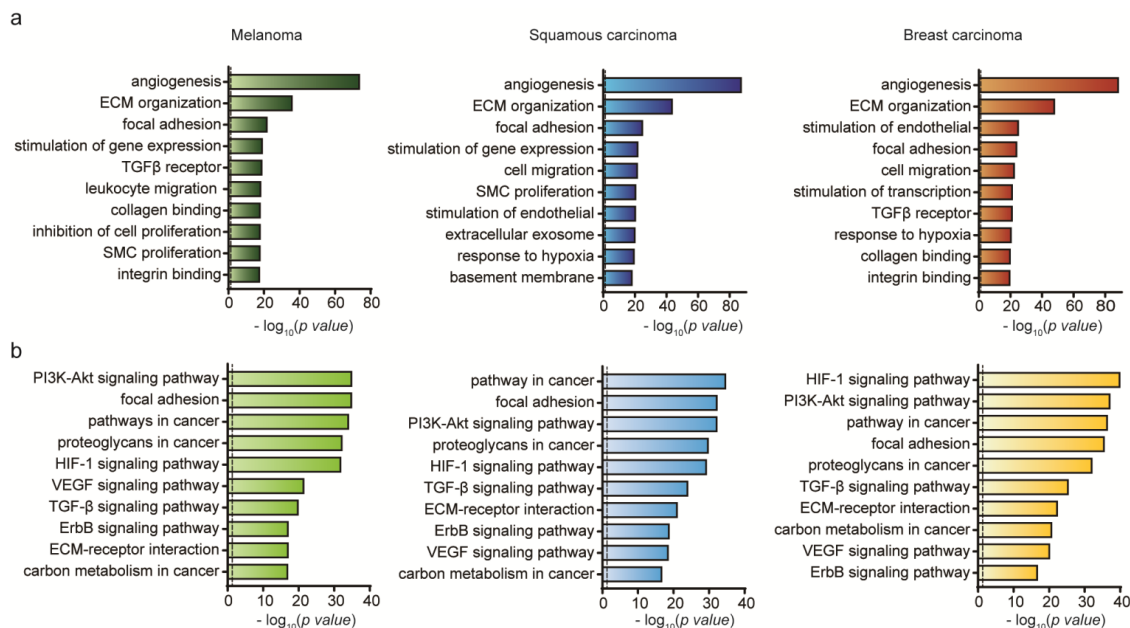 a
Melanoma
angiogenesis
ECM organization
focal adhesion
stimulation of gene expression
TGFβ receptor
leukocyte migration
collagen binding
inhibition of cell proliferation
SMC proliferation
integrin binding
0 20 40 60 80
- log10(p value)
Squamous carcinoma
angiogenesis
ECM organization
focal adhesion
stimulation of gene expression
cell migration
SMC proliferation
stimulation of endothelial
extracellular exosome
response to hypoxia
basement membrane
0 20 40 60 80
- log10(p value)
Breast carcinoma
angiogenesis
ECM organization
stimulation of endothelial
focal adhesion
cell migration
stimulation of transcription
TGFβ receptor
response to hypoxia
collagen binding
integrin binding
0 20 40 60 80
- log10(p value)
b
PI3K-Akt signaling pathway
focal adhesion
pathways in cancer
proteoglycans in cancer
HIF-1 signaling pathway
VEGF signaling pathway
TGF-β signaling pathway
ErbB signaling pathway
ECM-receptor interaction
carbon metabolism in cancer
0 10 20 30 40
- log10(p value)
pathway in cancer
focal adhesion
PI3K-Akt signaling pathway
proteoglycans in cancer
HIF-1 signaling pathway
TGF-β signaling pathway
ECM-receptor interaction
ErbB signaling pathway
VEGF signaling pathway
carbon metabolism in cancer
0 10 20 30 40
- log10(p value)
HIF-1 signaling pathway
PI3K-Akt signaling pathway
pathway in cancer
focal adhesion
proteoglycans in cancer
TGF-β signaling pathway
ECM-receptor interaction
carbon metabolism in cancer
VEGF signaling pathway
ErbB signaling pathway
0 10 20 30 40
- log10(p value)